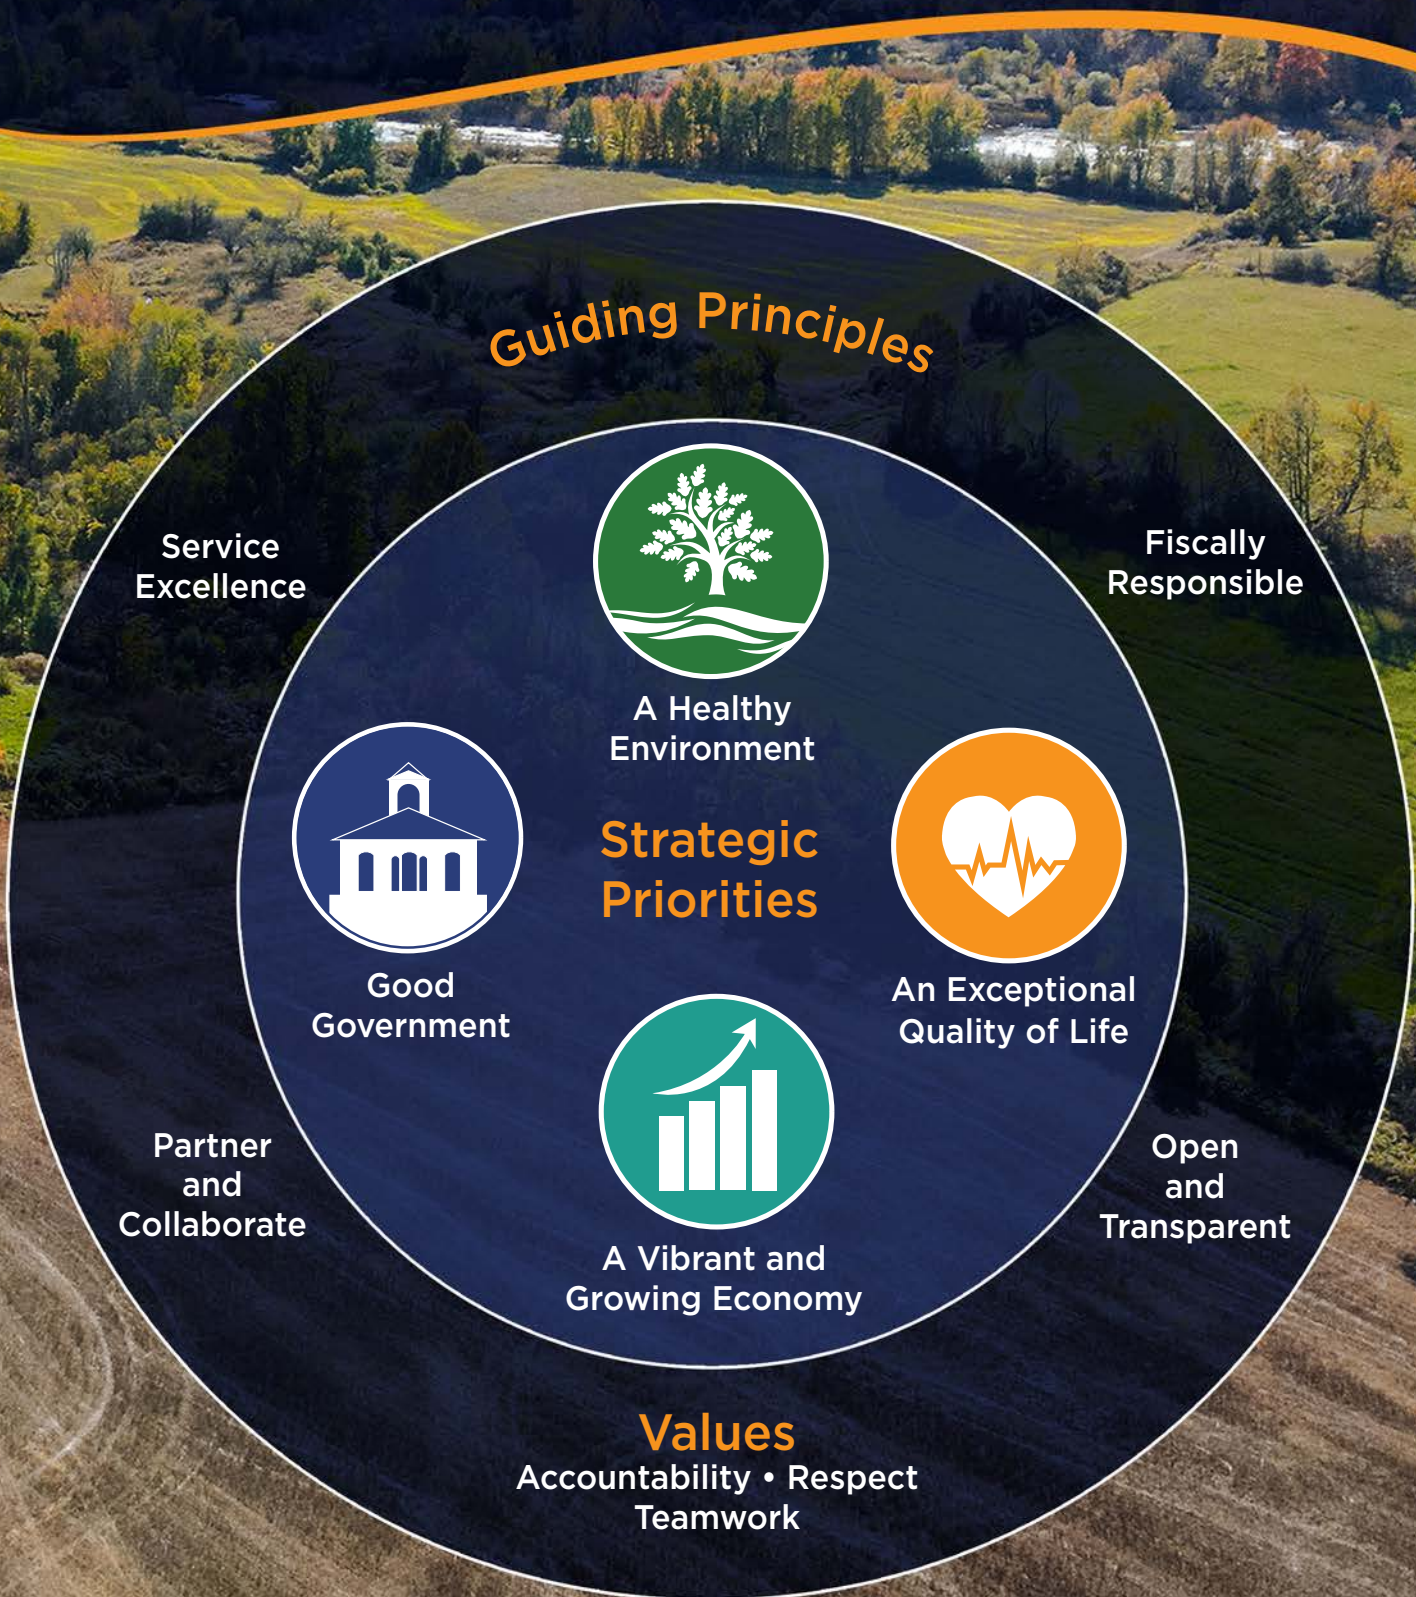 Guiding Principles
Service
Excellence
Fiscally
Responsible
A Healthy
Environment
Strategic
Priorities
Good
Government
An Exceptional
Quality of Life
Partner
and
Collaborate
Open
and
Transparent
A Vibrant and
Growing Economy
Values
Accountability • Respect
Teamwork